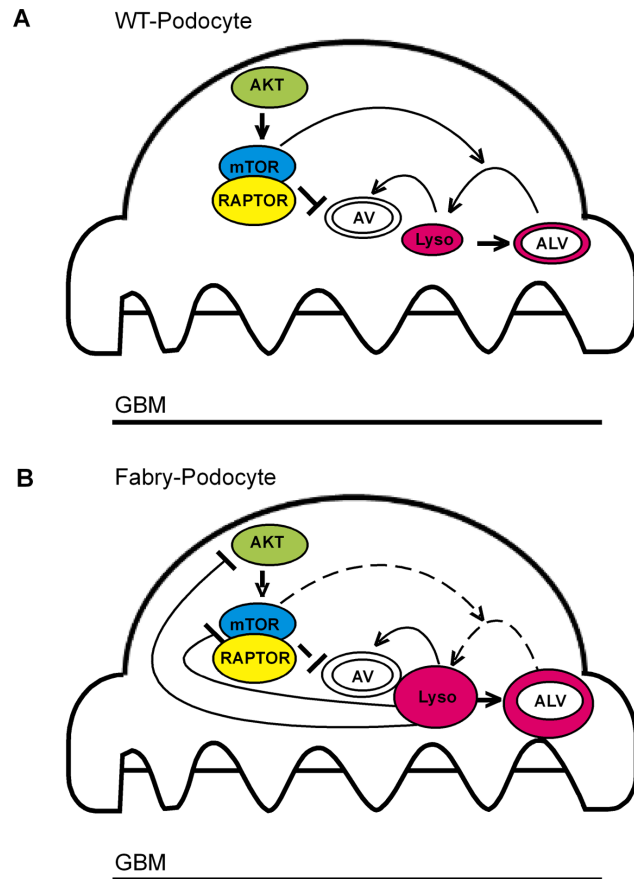 A
WT-Podocyte
AKT
mTOR
RAPTOR
AV
Lyso
ALV
GBM
B
Fabry-Podocyte
AKT
mTOR
RAPTOR
AV
Lyso
ALV
GBM